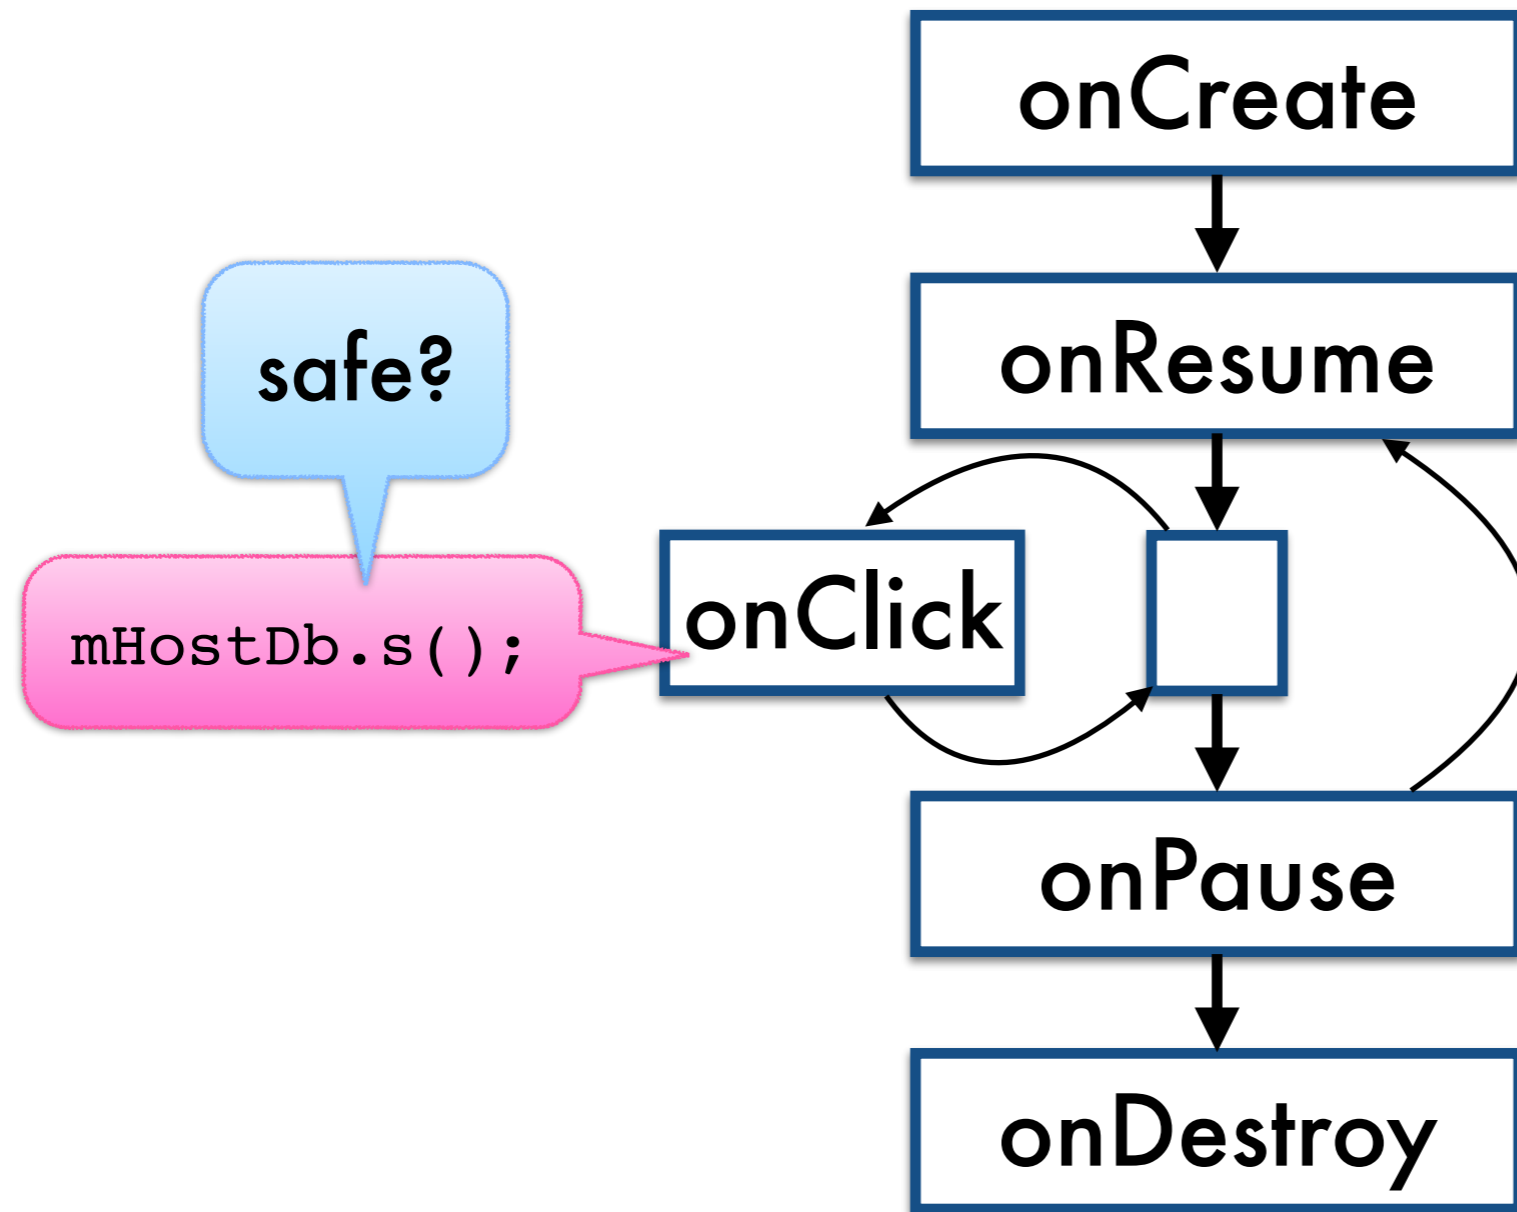 onCreate
onResume
safe?
onClick
mHostDb.s();
onPause
onDestroy